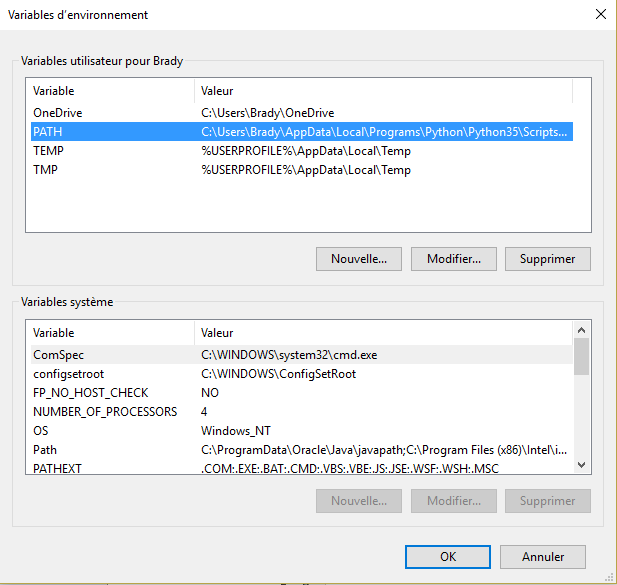 Variables d'environnement
Variables utilisateur pour Brady
Variable Valeur
OneDrive C:\Users\Brady\OneDrive
PATH C:\Users\Brady\AppData\Local\Programs\Python\Python35\Scripts...
TEMP %USERPROFILE%\AppData\Local\Temp
TMP %USERPROFILE%\AppData\Local\Temp
Nouvelle... Modifier... Supprimer
Variables système
Variable Valeur
ComSpec C:\WINDOWS\system32\cmd.exe
configsetroot C:\WINDOWS\ConfigSetRoot
FP_NO_HOST_CHECK NO
NUMBER_OF_PROCESSORS 4
OS Windows_NT
Path C:\ProgramData\Oracle\Java\javapath;C:\Program Files (x86)\Intel\i...
PATHEXT .COM;.EXE;.BAT;.CMD;.VBS;.VBE;.JS;.JSE;.WSF;.WSH;.MSC
Nouvelle... Modifier... Supprimer
OK Annuler